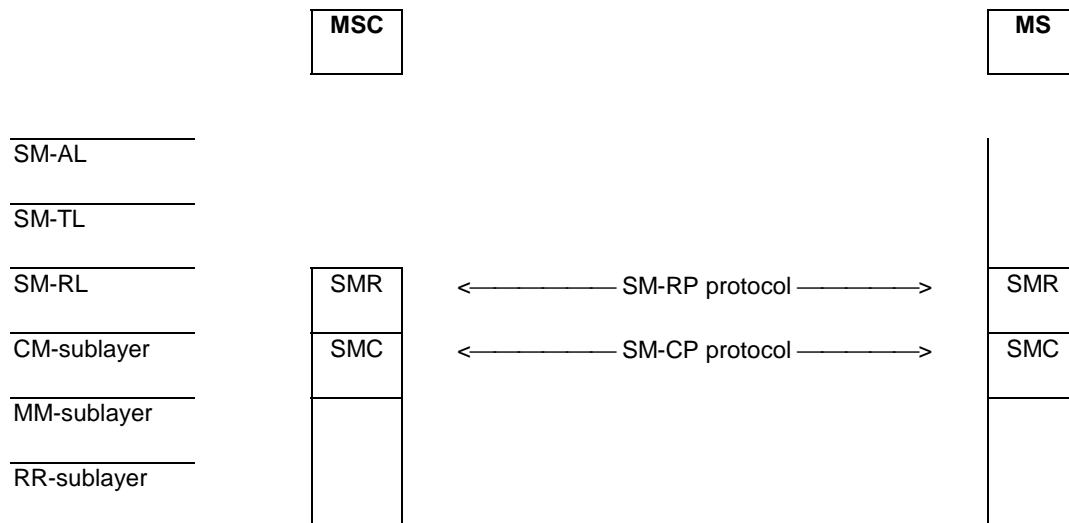 MSC MS
SM-AL
SM-TL
SM-RL SMR <—————— SM-RP protocol —————> SMR
CM-sublayer SMC <—————— SM-CP protocol —————> SMC
MM-sublayer
RR-sublayer